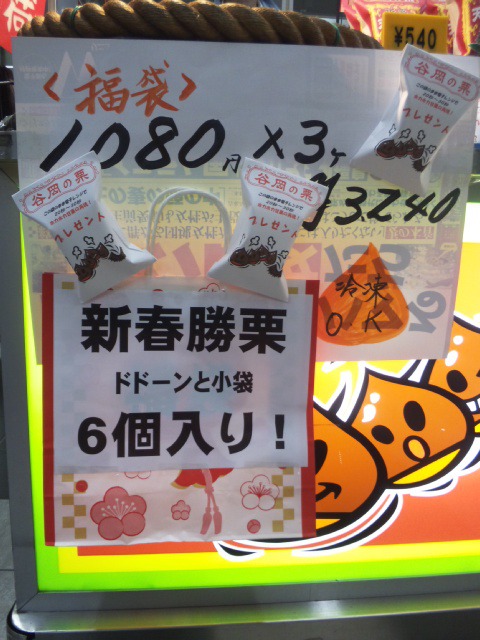 ¥540
<福袋>
1080円×3ヶ
¥3240
谷岡の栗
プレゼント
谷岡の栗
プレゼント
谷岡の栗
プレゼント
冷凍
OK
新春勝栗
ドドーンと小袋
6個入り！